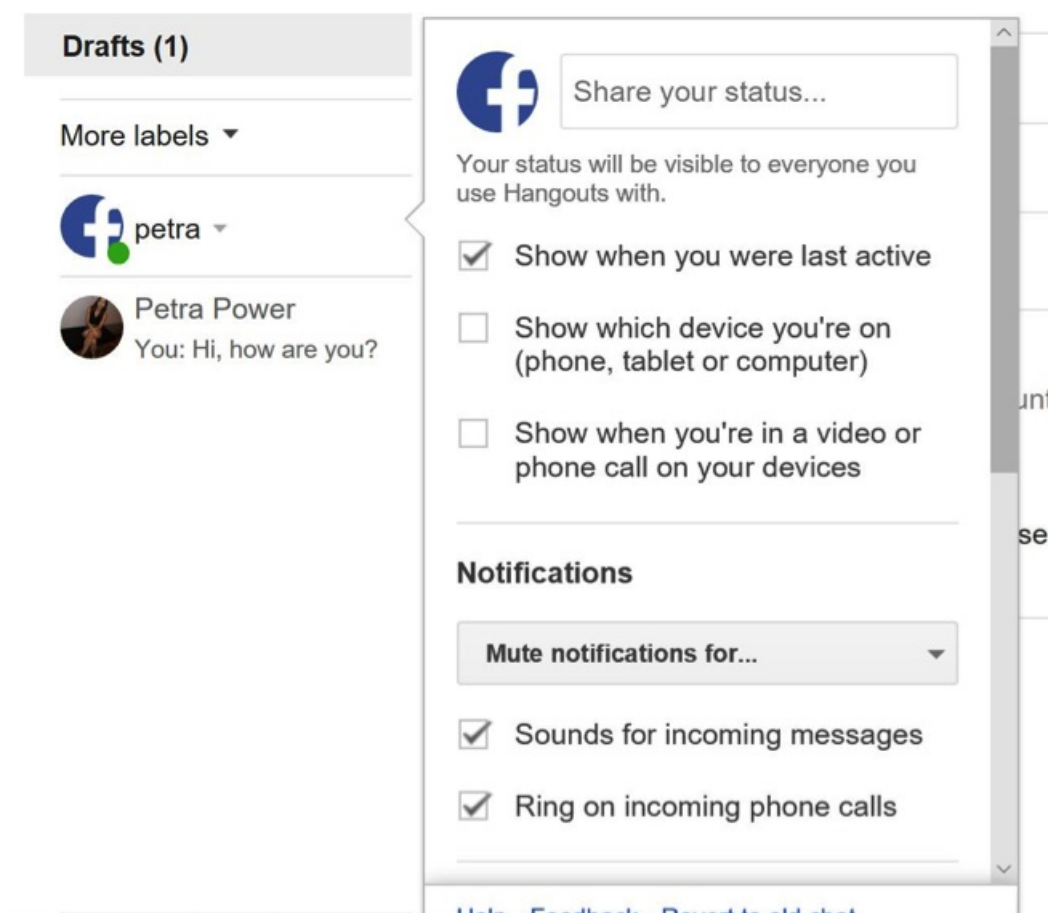 Drafts (1)
More labels
petra
Petra Power
You: Hi, how are you?
Share your status...
Your status will be visible to everyone you
use Hangouts with.
Show when you were last active
Show which device you're on
(phone, tablet or computer)
Show when you're in a video or
phone call on your devices
Notifications
Mute notifications for...
Sounds for incoming messages
Ring on incoming phone calls